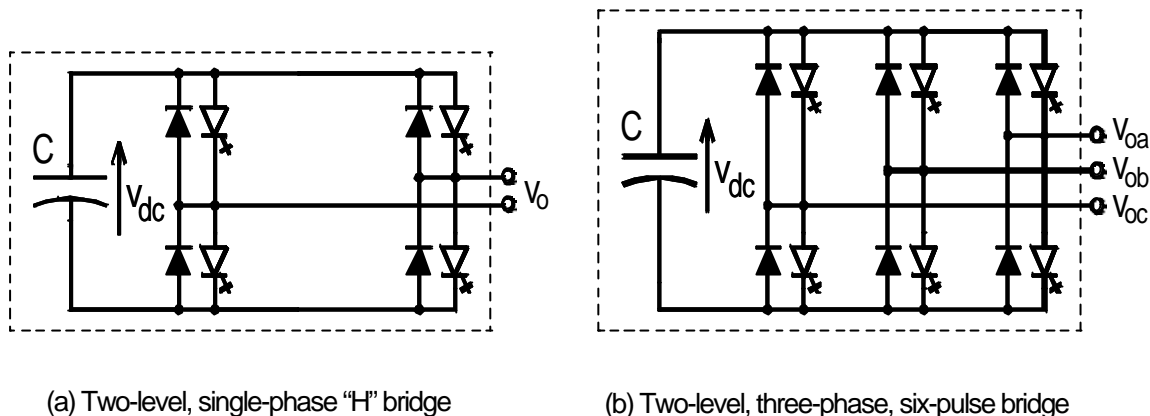 C
Vdc
Vo
(a) Two-level, single-phase “H” bridge
C
Vdc
Voa
Vob
Voc
(b) Two-level, three-phase, six-pulse bridge